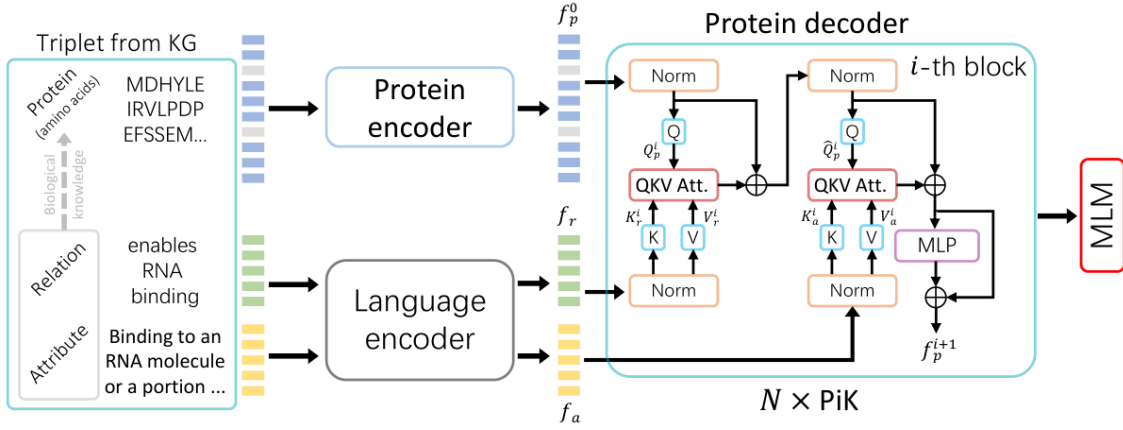 Triplet from KG
Protein
(amino acids)
MDHYLE
IRVLPDP
EFSSEM...
Biological
knowledge
Relation
enables
RNA
binding
Attribute
Binding to an
RNA molecule
or a portion ...
Protein
encoder
Language
encoder
f_p^0
f_r
f_a
Protein decoder
i-th block
Norm
Q
Q_p^i
QKV Att.
K_r^i
V_r^i
K
V
Norm
Norm
Q
Q̂_p^i
QKV Att.
K_a^i
V_a^i
K
V
Norm
MLP
f_p^{i+1}
N × PiK
MLM